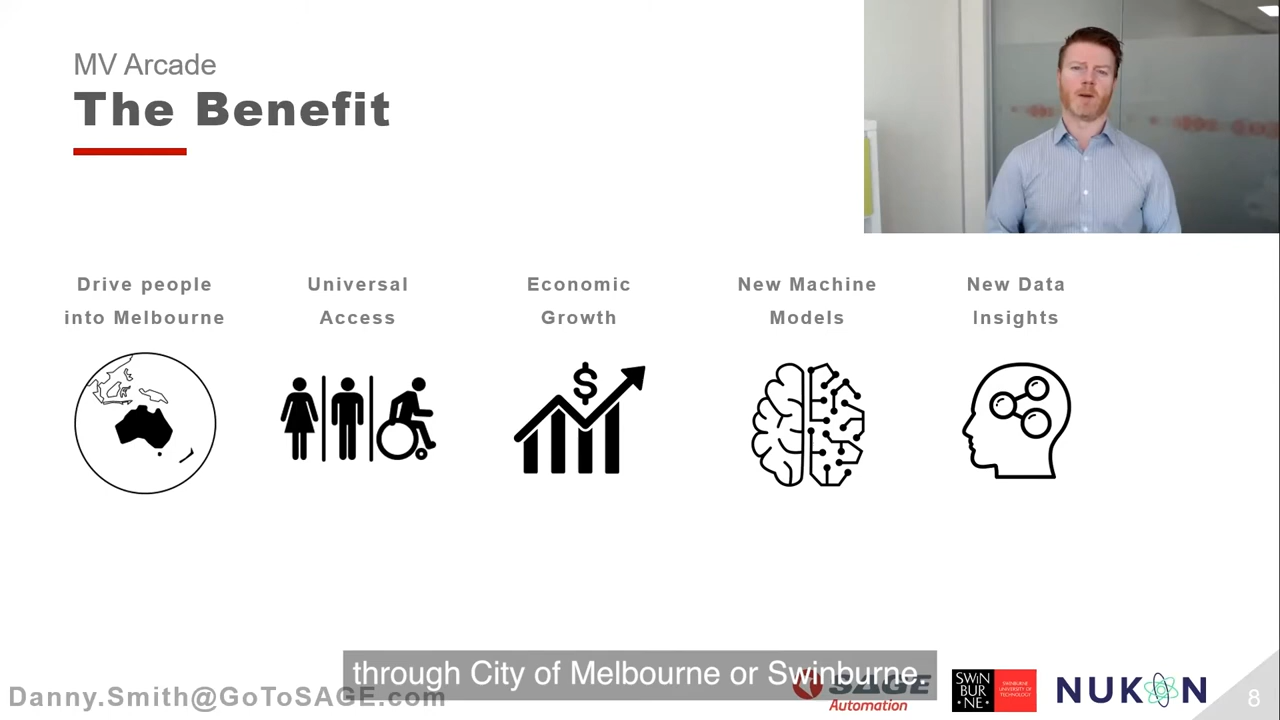 MV Arcade
The Benefit
Drive people
into Melbourne
Universal
Access
Economic
Growth
New Machine
Models
New Data
Insights
$
through City of Melbourne or Swinburne.
Danny.Smith@GoToSAGE.com
SAGE
Automation
SWIN
BUR
NE
SWINBURNE
UNIVERSITY OF
TECHNOLOGY
NUKON
8